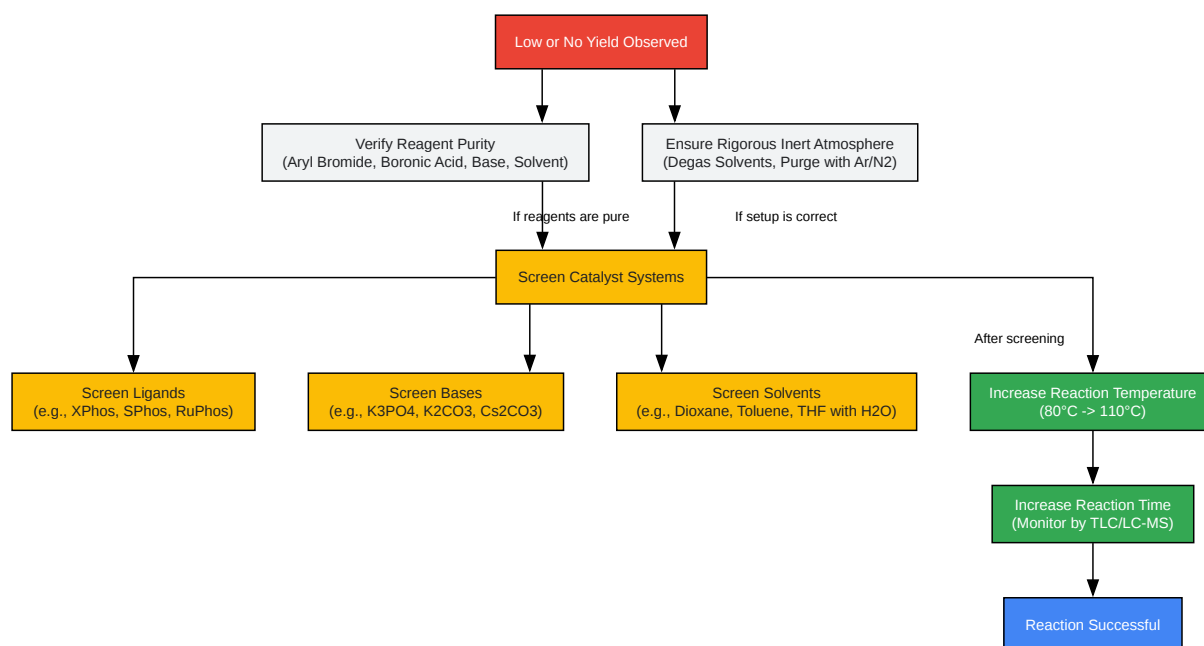 Low or No Yield Observed
Verify Reagent Purity
(Aryl Bromide, Boronic Acid, Base, Solvent)
Ensure Rigorous Inert Atmosphere
(Degas Solvents, Purge with Ar/N2)
If reagents are pure
If setup is correct
Screen Catalyst Systems
After screening
Screen Ligands
(e.g., XPhos, SPhos, RuPhos)
Screen Bases
(e.g., K3PO4, K2CO3, Cs2CO3)
Screen Solvents
(e.g., Dioxane, Toluene, THF with H2O)
Increase Reaction Temperature
(80°C -> 110°C)
Increase Reaction Time
(Monitor by TLC/LC-MS)
Reaction Successful